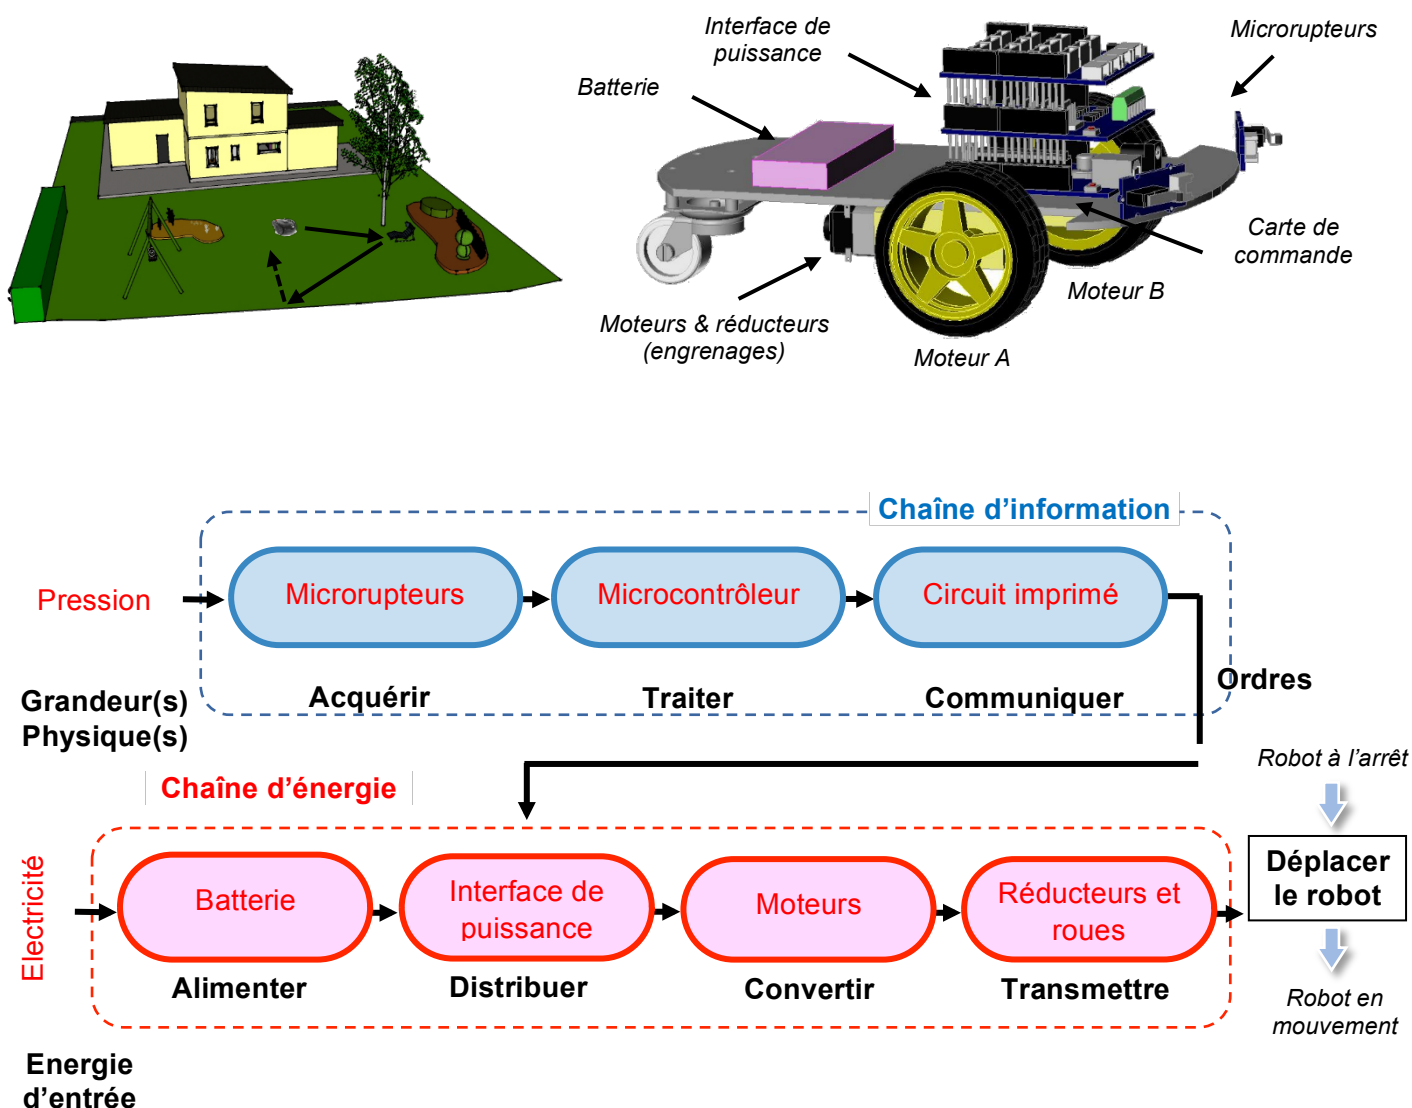 Interface de
puissance
Microrupteurs
Batterie
Carte de
commande
Moteur B
Moteurs & réducteurs
(engrenages)
Moteur A
Chaîne d'information
Pression
Microrupteurs
Microcontrôleur
Circuit imprimé
Grandeur(s)
Physique(s)
Acquérir
Traiter
Communiquer
Ordres
Robot à l'arrêt
Chaîne d'énergie
Electricité
Batterie
Interface de
puissance
Moteurs
Réducteurs et
roues
Déplacer
le robot
Alimenter
Distribuer
Convertir
Transmettre
Robot en
mouvement
Energie
d'entrée